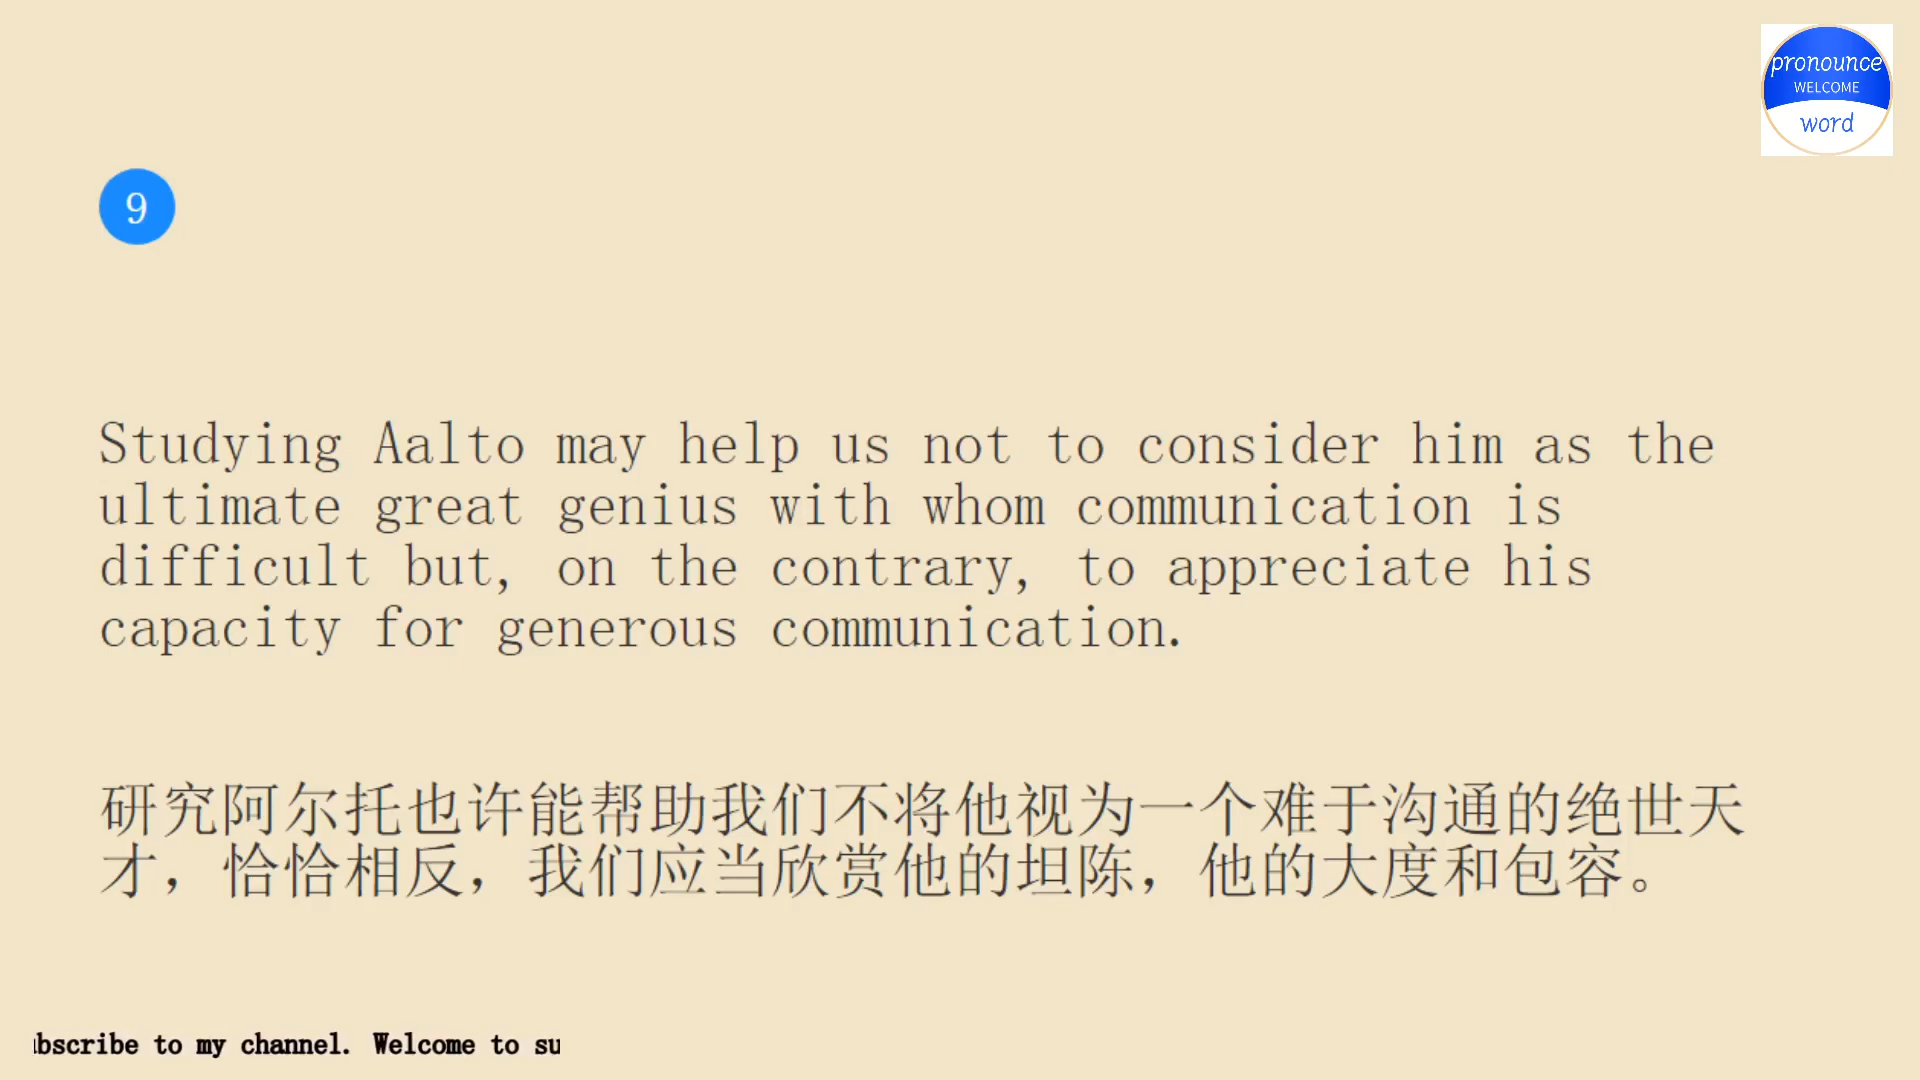 pronounce
WELCOME
word
9
Studying Aalto may help us not to consider him as the
ultimate great genius with whom communication is
difficult but, on the contrary, to appreciate his
capacity for generous communication.
研究阿尔托也许能帮助我们不将他视为一个难于沟通的绝世天
才，恰恰相反，我们应当欣赏他的坦陈，他的大度和包容。
ubscribe to my channel. Welcome to su